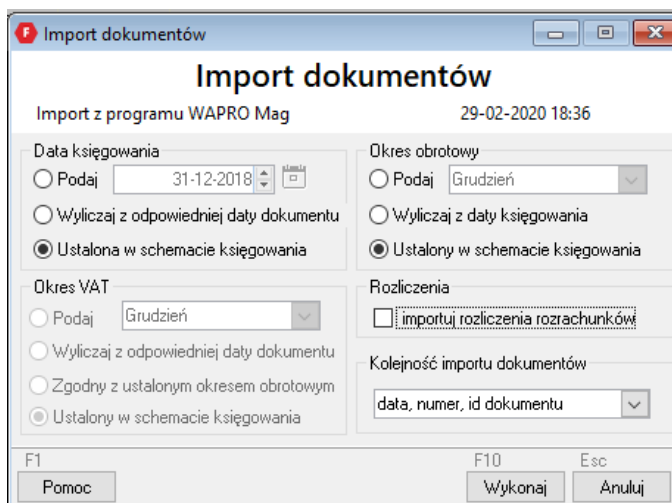 F Import dokumentów
Import dokumentów
Import z programu WAPRO Mag 29-02-2020 18:36
Data księgowania
Podaj 31-12-2018
Wyliczaj z odpowiedniej daty dokumentu
Ustalona w schemacie księgowania
Okres obrotowy
Podaj Grudzień
Wyliczaj z daty księgowania
Ustalony w schemacie księgowania
Okres VAT
Podaj Grudzień
Wyliczaj z odpowiedniej daty dokumentu
Zgodny z ustalonym okresem obrotowym
Ustalony w schemacie księgowania
Rozliczenia
importuj rozliczenia rozrachunków
Kolejność importu dokumentów
data, numer, id dokumentu
F1 F10 Esc
Pomoc Wykonaj Anuluj